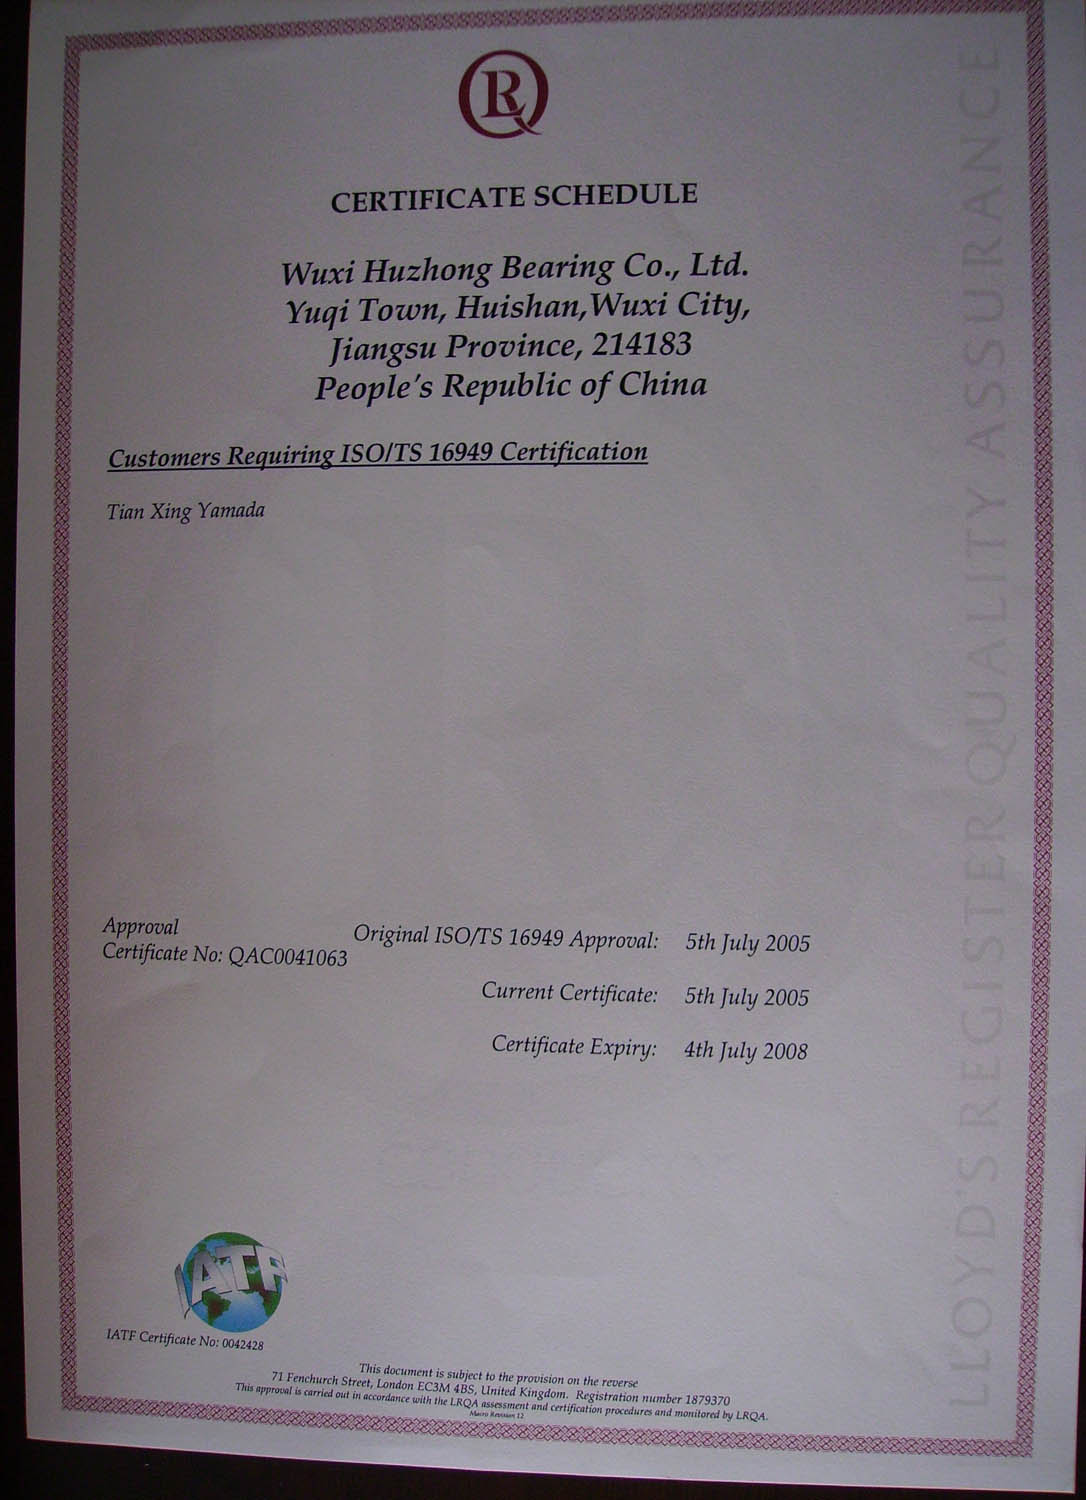 LRQ
CERTIFICATE SCHEDULE
Wuxi Huzhong Bearing Co., Ltd.
Yuqi Town, Huishan,Wuxi City,
Jiangsu Province, 214183
People's Republic of China
Customers Requiring ISO/TS 16949 Certification
Tian Xing Yamada
Approval
Certificate No: QAC0041063
Original ISO/TS 16949 Approval: 5th July 2005
Current Certificate: 5th July 2005
Certificate Expiry: 4th July 2008
IATF
IATF Certificate No: 0042428
This document is subject to the provision on the reverse
71 Fenchurch Street, London EC3M 4BS, United Kingdom. Registration number 1879370
This approval is carried out in accordance with the LRQA assessment and certification procedures and monitored by LRQA.
Macro Revision 12
LLOYD'S REGISTER QUALITY ASSURANCE